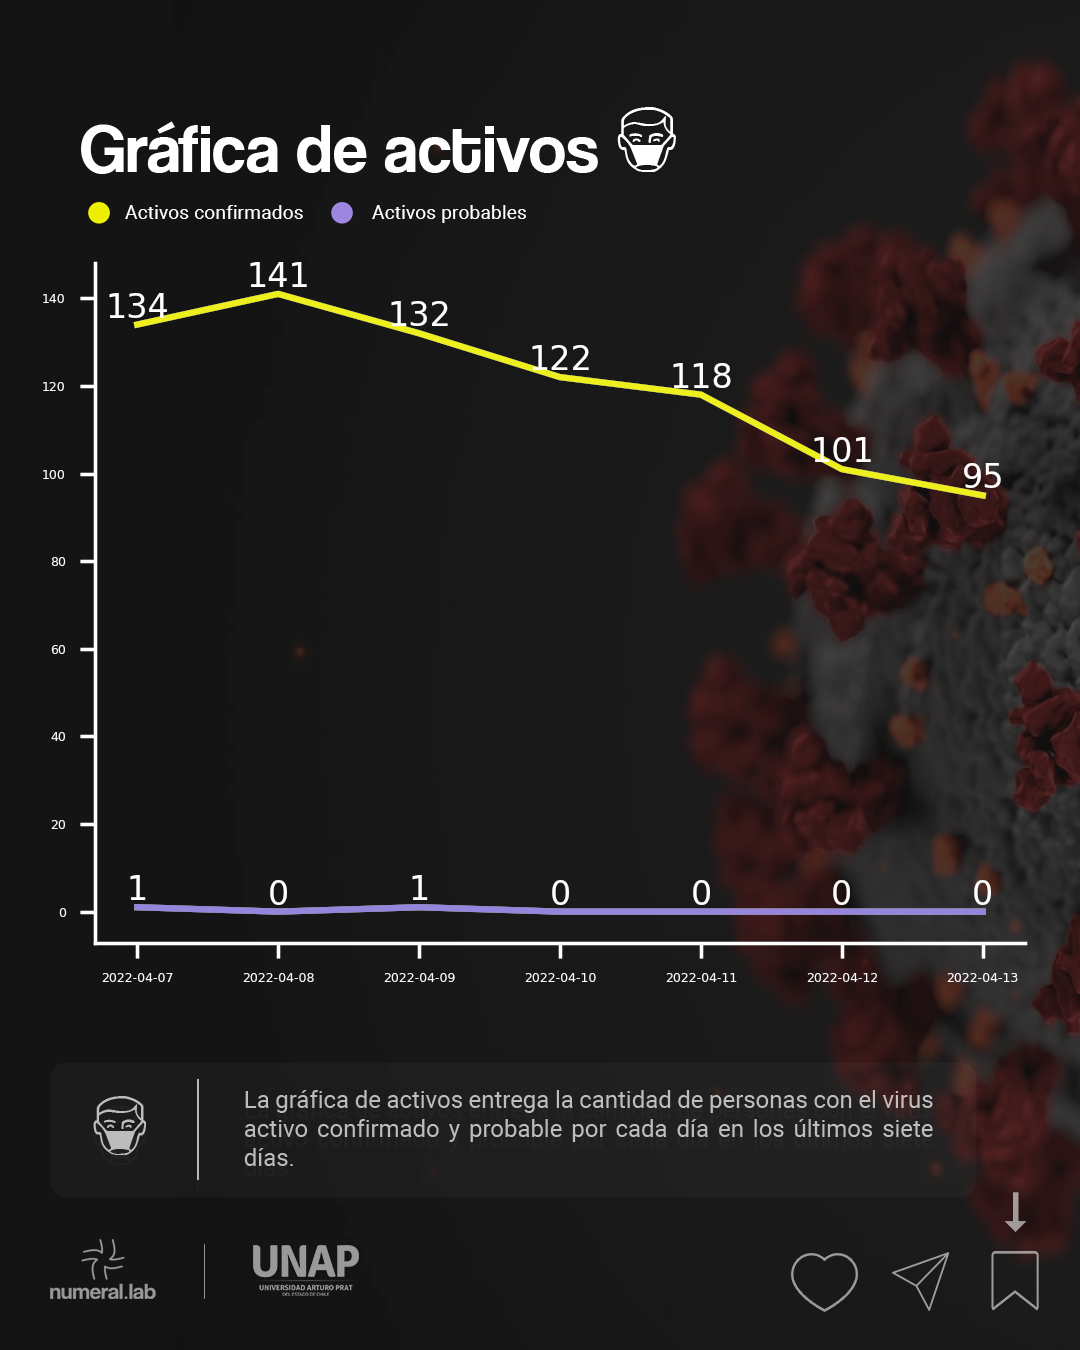 Gráfica de activos
Activos confirmados Activos probables
140
120
100
80
60
40
20
0
134 141 132 122 118 101 95
1 0 1 0 0 0 0
2022-04-07 2022-04-08 2022-04-09 2022-04-10 2022-04-11 2022-04-12 2022-04-13
La gráfica de activos entrega la cantidad de personas con el virus
activo confirmado y probable por cada día en los últimos siete
días.
numeral.lab
UNAP
UNIVERSIDAD ARTURO PRAT
DEL ESTADO DE CHILE